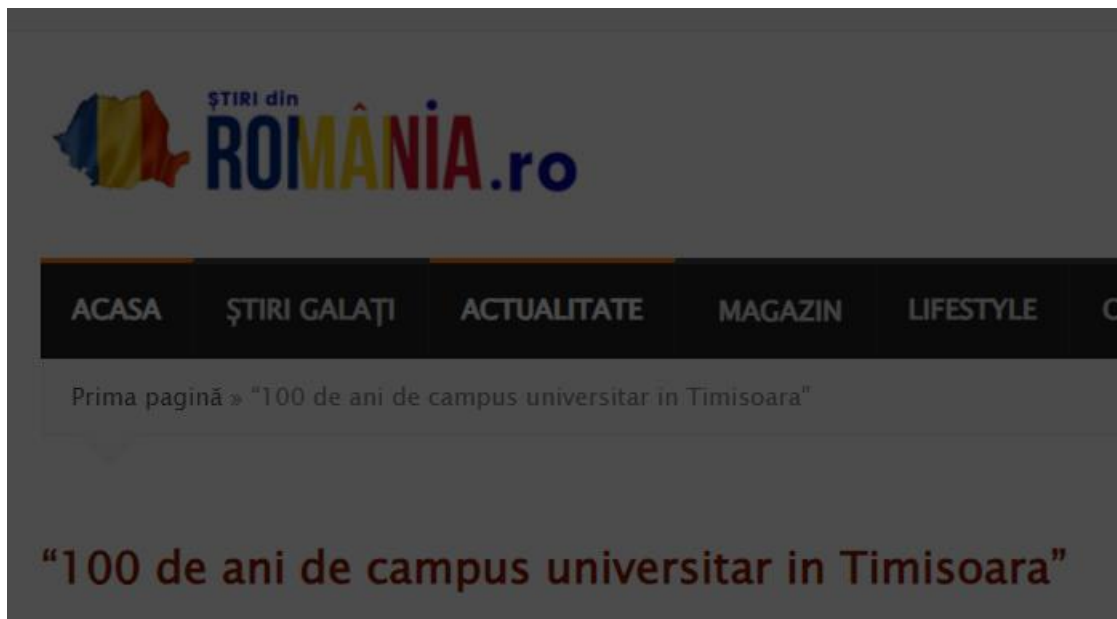 ŞTIRI din
ROMÂNIA.ro
ACASA ŞTIRI GALAŢI ACTUALITATE MAGAZIN LIFESTYLE
Prima pagină » “100 de ani de campus universitar in Timisoara”
“100 de ani de campus universitar in Timisoara”